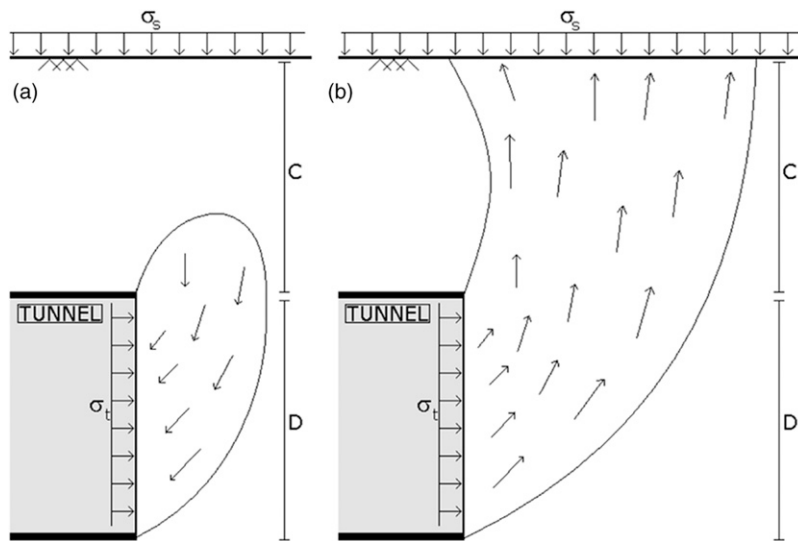 σs σs
(a) (b)
C C
TUNNEL TUNNEL
σt σt
D D